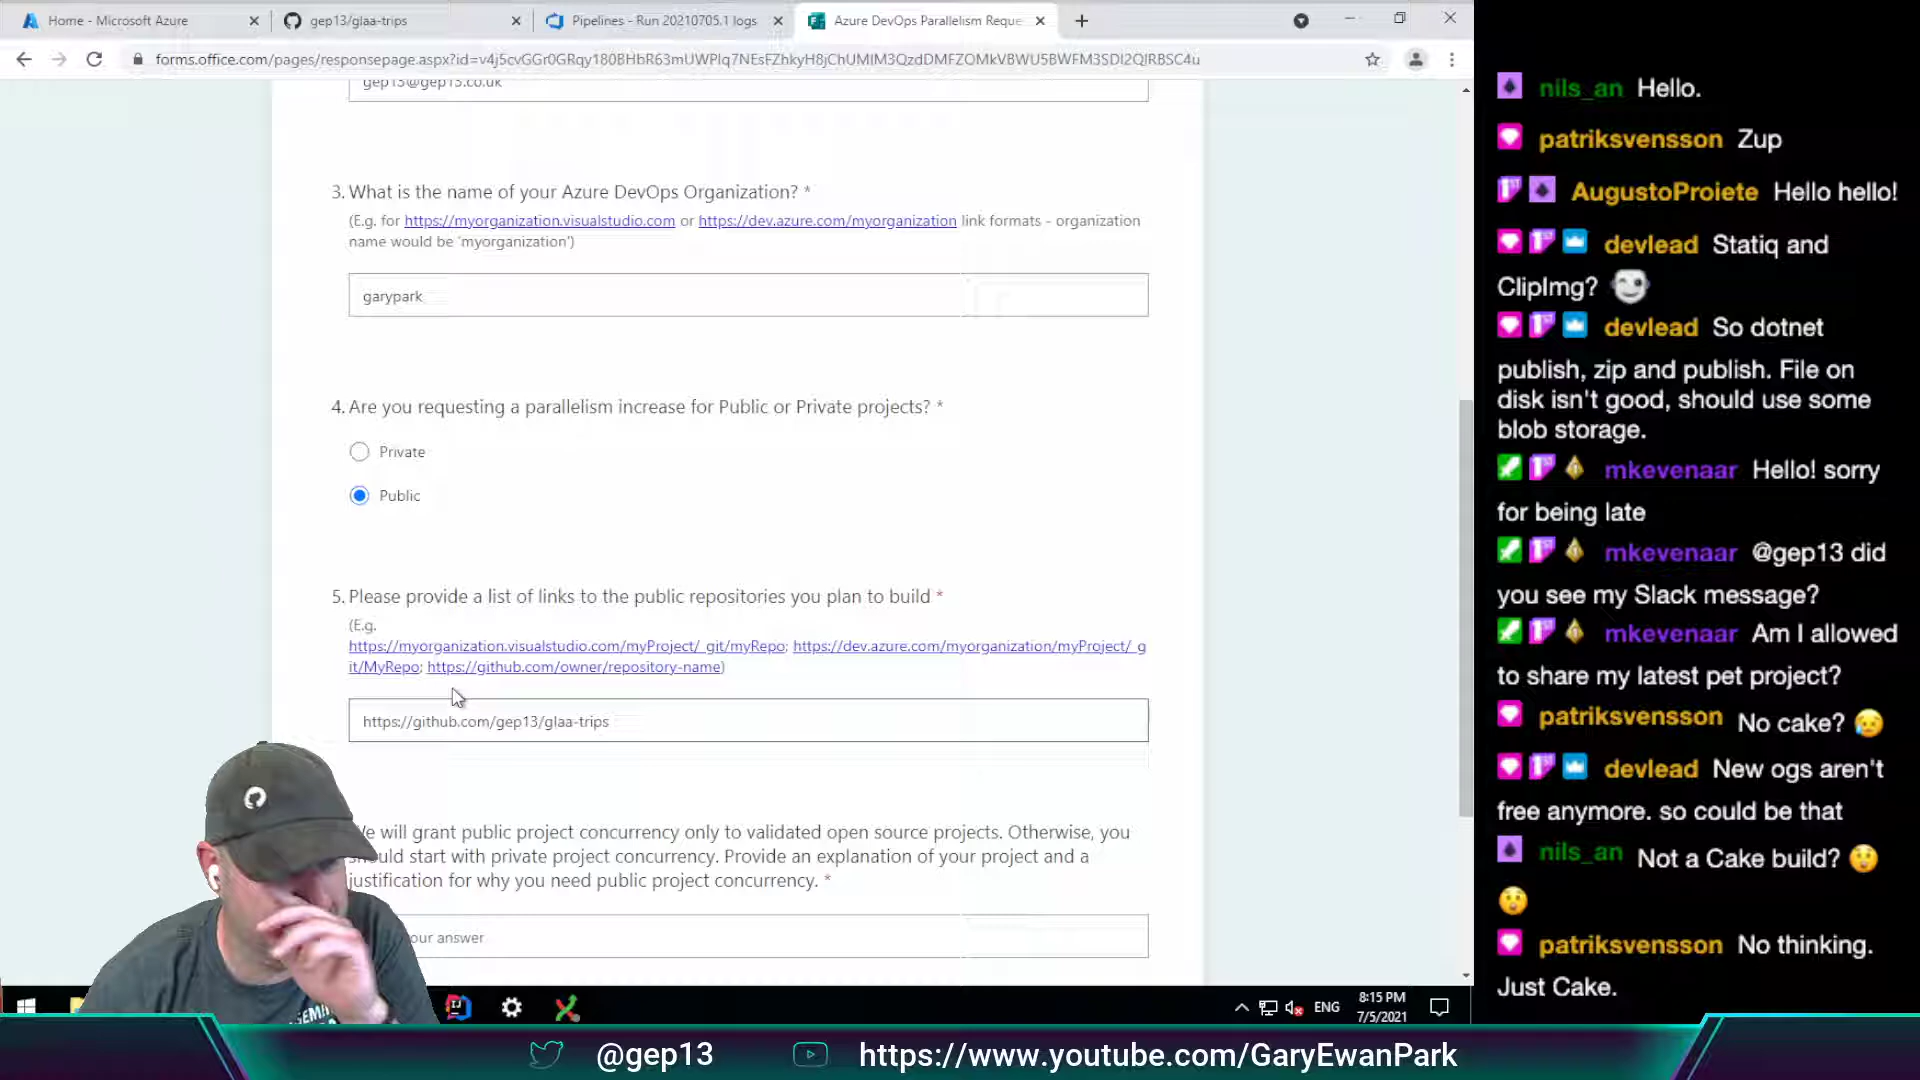 Home - Microsoft Azure
gep13/glaa-trips
Pipelines - Run 20210705.1 logs
Azure DevOps Parallelism Reque
forms.office.com/pages/responsepage.aspx?id=v4j5cvGGr0GRqy180BHbR63mUWPlq7NEsFZhkyH8jChUMlM3QzdDMFZOMkVBWU5BWFM3SDI2QlRBSC4u
gep13@gep13.co.uk
3. What is the name of your Azure DevOps Organization? *
(E.g. for https://myorganization.visualstudio.com or https://dev.azure.com/myorganization link formats - organization
name would be 'myorganization')
garypark
4. Are you requesting a parallelism increase for Public or Private projects? *
Private
Public
5. Please provide a list of links to the public repositories you plan to build *
(E.g.
https://myorganization.visualstudio.com/myProject/_git/myRepo; https://dev.azure.com/myorganization/myProject/_g
it/MyRepo; https://github.com/owner/repository-name)
https://github.com/gep13/glaa-trips
We will grant public project concurrency only to validated open source projects. Otherwise, you
should start with private project concurrency. Provide an explanation of your project and a
justification for why you need public project concurrency. *
your answer
ENG
8:15 PM
7/5/2021
nils_an Hello.
patriksvensson Zup
AugustoProiete Hello hello!
devlead Statiq and
ClipImg?
devlead So dotnet
publish, zip and publish. File on
disk isn't good, should use some
blob storage.
mkevenaar Hello! sorry
for being late
mkevenaar @gep13 did
you see my Slack message?
mkevenaar Am I allowed
to share my latest pet project?
patriksvensson No cake?
devlead New ogs aren't
free anymore. so could be that
nils_an Not a Cake build?
patriksvensson No thinking.
Just Cake.
@gep13
https://www.youtube.com/GaryEwanPark